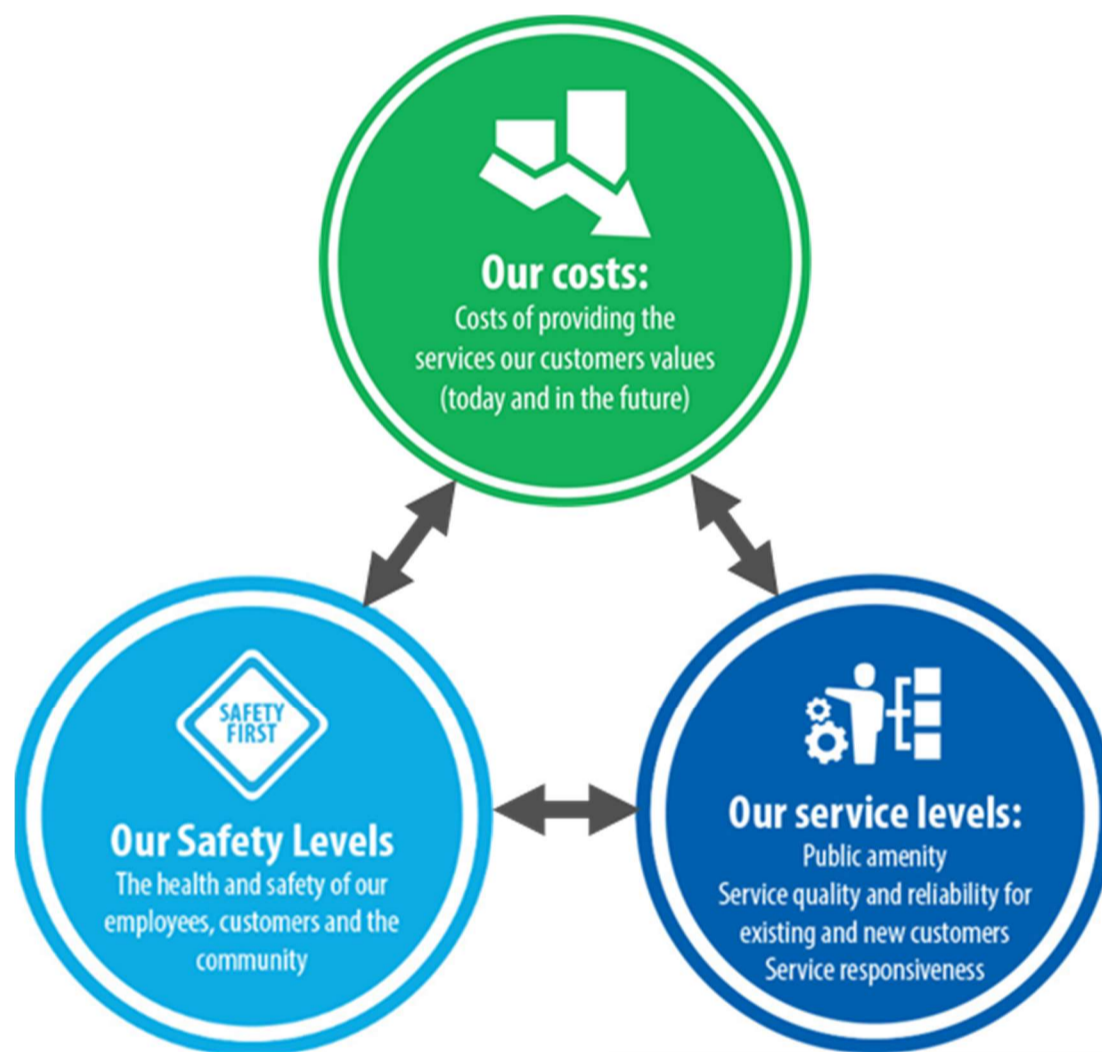 Our costs:
Costs of providing the
services our customers values
(today and in the future)
SAFETY
FIRST
Our Safety Levels
The health and safety of our
employees, customers and the
community
Our service levels:
Public amenity
Service quality and reliability for
existing and new customers
Service responsiveness